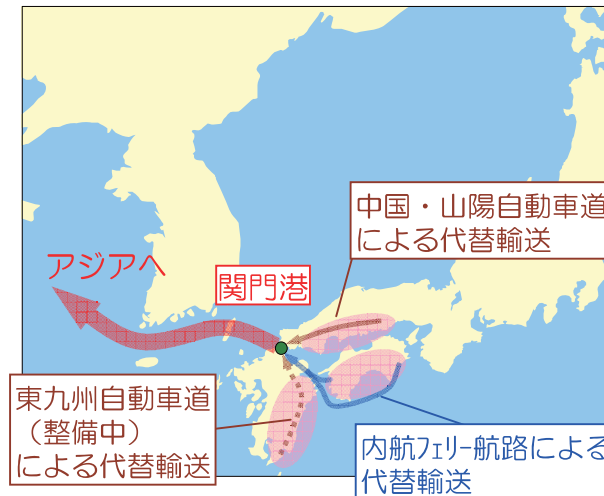 中国・山陽自動車道
による代替輸送
アジアへ
関門港
東九州自動車道
（整備中）
による代替輸送
内航フェリー航路による
代替輸送